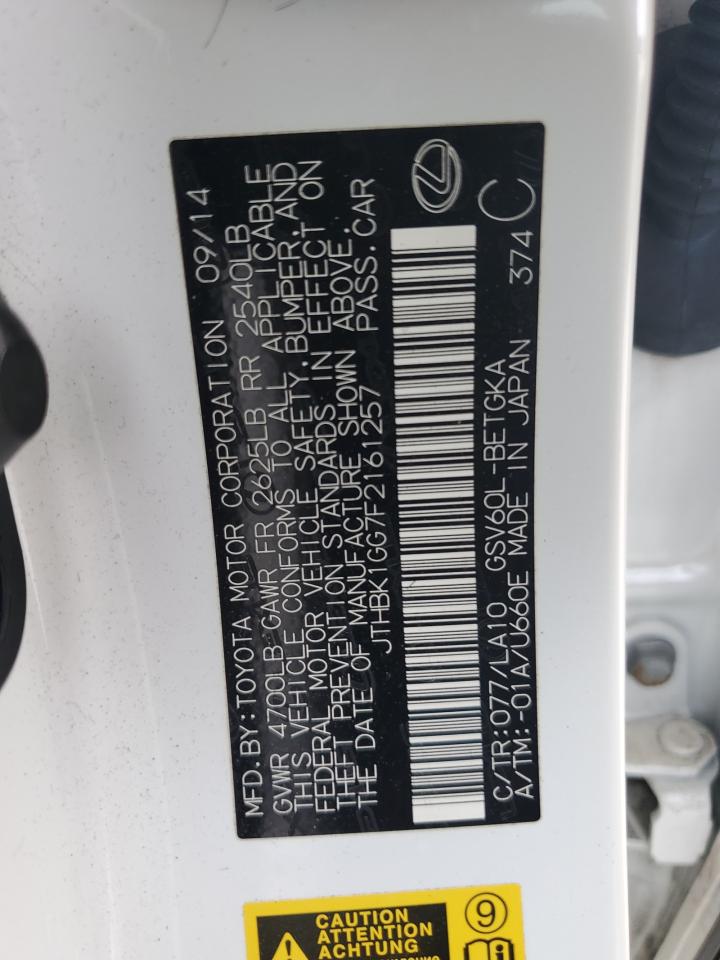 MFD.BY:TOYOTA MOTOR CORPORATION 09/14
GVWR 4700LB GAWR FR 2625LB RR 2540LB
THIS VEHICLE CONFORMS TO ALL APPLICABLE
FEDERAL MOTOR VEHICLE SAFETY,BUMPER,AND
THEFT PREVENTION STANDARDS IN EFFECT ON
THE DATE OF MANUFACTURE SHOWN ABOVE.
JTHBK1GG7F2161257 PASS.CAR
C/TR:077/LA10 GSV60L-BETGKA
A/TM:-01A/U660E MADE IN JAPAN 374 C
CAUTION
ATTENTION
ACHTUNG
9